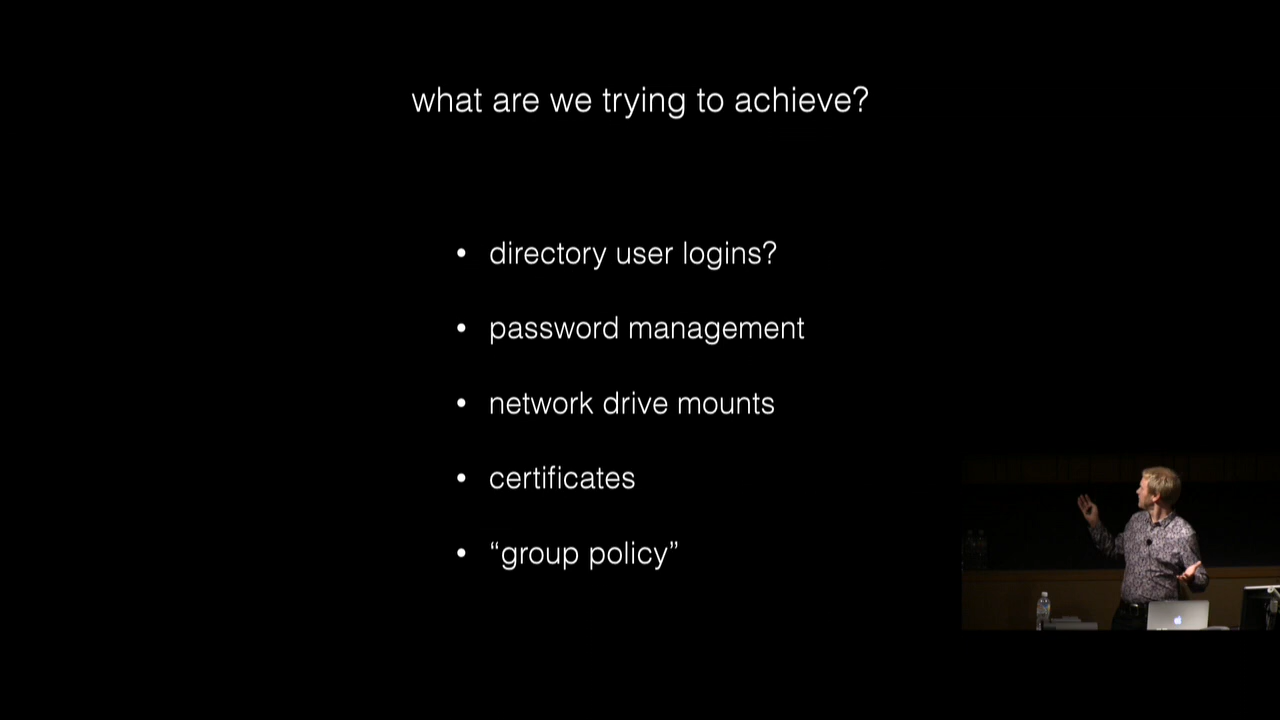 what are we trying to achieve?
• directory user logins?
• password management
• network drive mounts
• certificates
• “group policy”